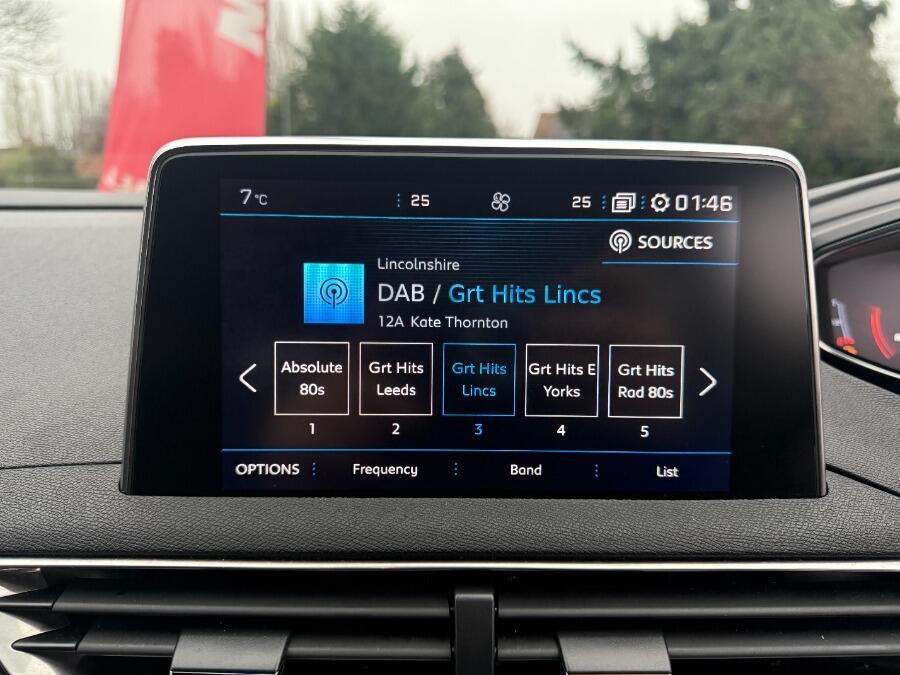 7°C 25 25 01:46
SOURCES
Lincolnshire
DAB / Grt Hits Lincs
12A Kate Thornton
Absolute 80s
Grt Hits Leeds
Grt Hits Lincs
Grt Hits E Yorks
Grt Hits Rad 80s
1 2 3 4 5
OPTIONS Frequency Band List